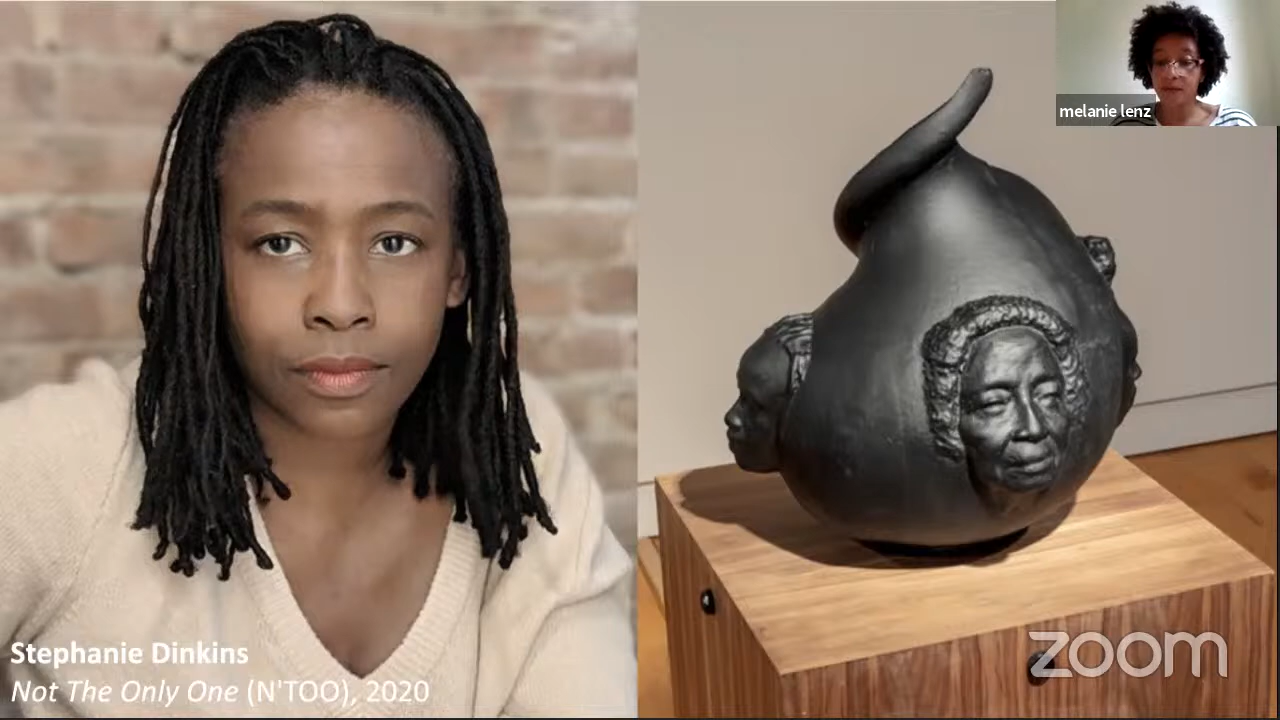 melanie lenz
Stephanie Dinkins
Not The Only One (N'TOO), 2020
zoom